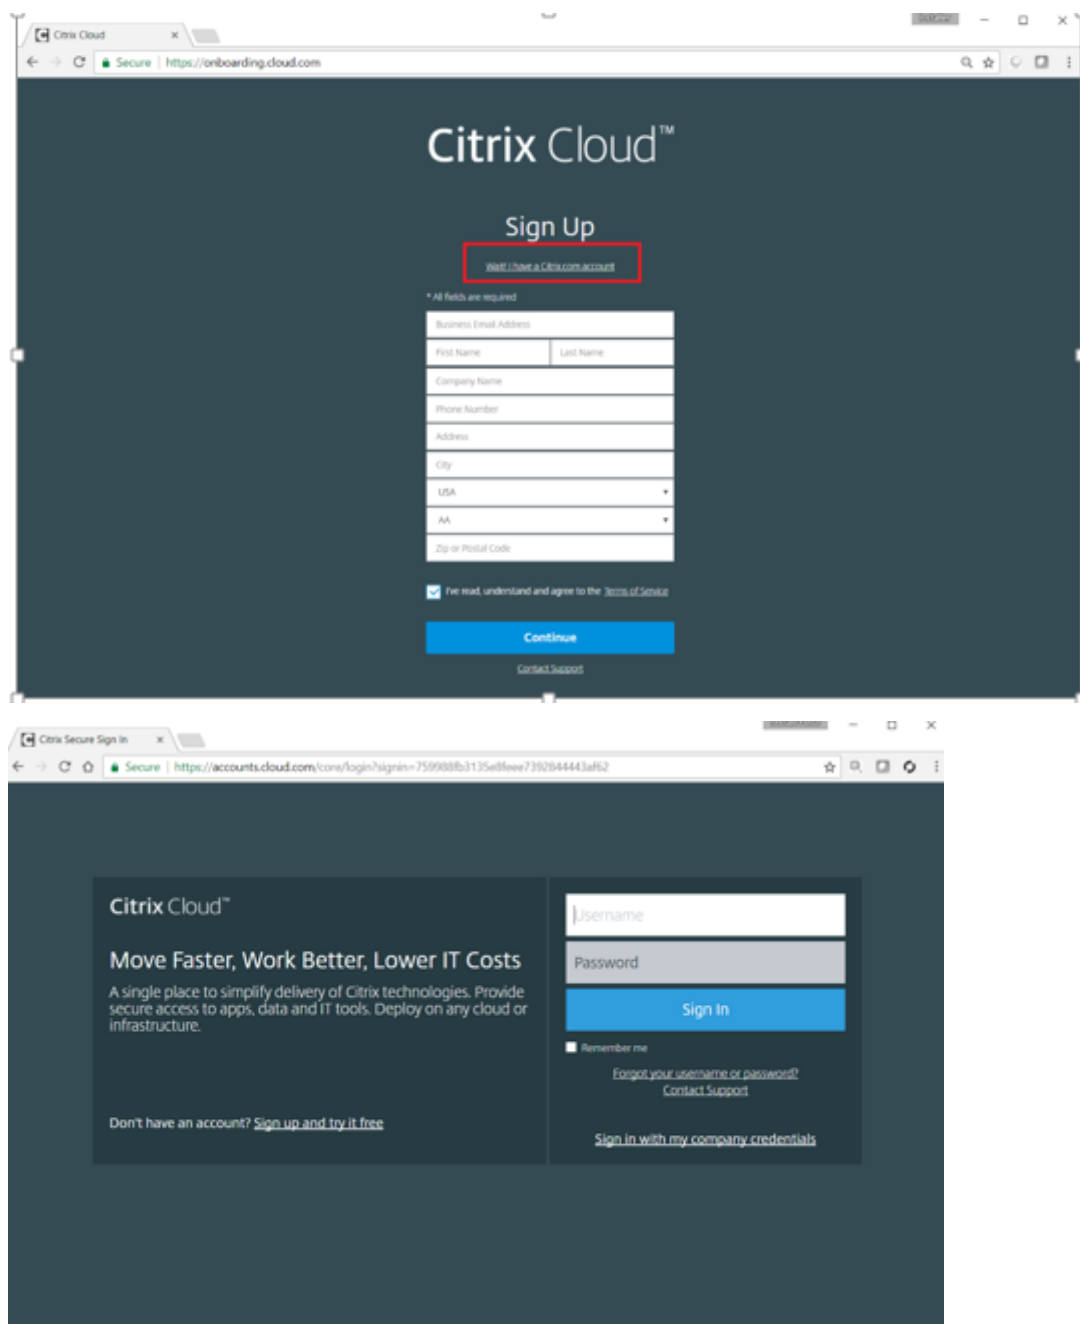 Citrix Cloud
Secure | https://onboarding.cloud.com
Citrix Cloud™
Sign Up
Wait! I have a Citrix.com account
* All fields are required
Business Email Address
First Name Last Name
Company Name
Phone Number
Address
City
USA
AA
Zip or Postal Code
I've read, understand and agree to the Terms of Service
Continue
Contact Support
Citrix Secure Sign In
Secure | https://accounts.cloud.com/core/login?signin=759988fb3135e8feee7392844443af62
Citrix Cloud™
Move Faster, Work Better, Lower IT Costs
A single place to simplify delivery of Citrix technologies. Provide
secure access to apps, data and IT tools. Deploy on any cloud or
infrastructure.
Don't have an account? Sign up and try it free
Username
Password
Sign In
Remember me
Forgot your username or password?
Contact Support
Sign in with my company credentials